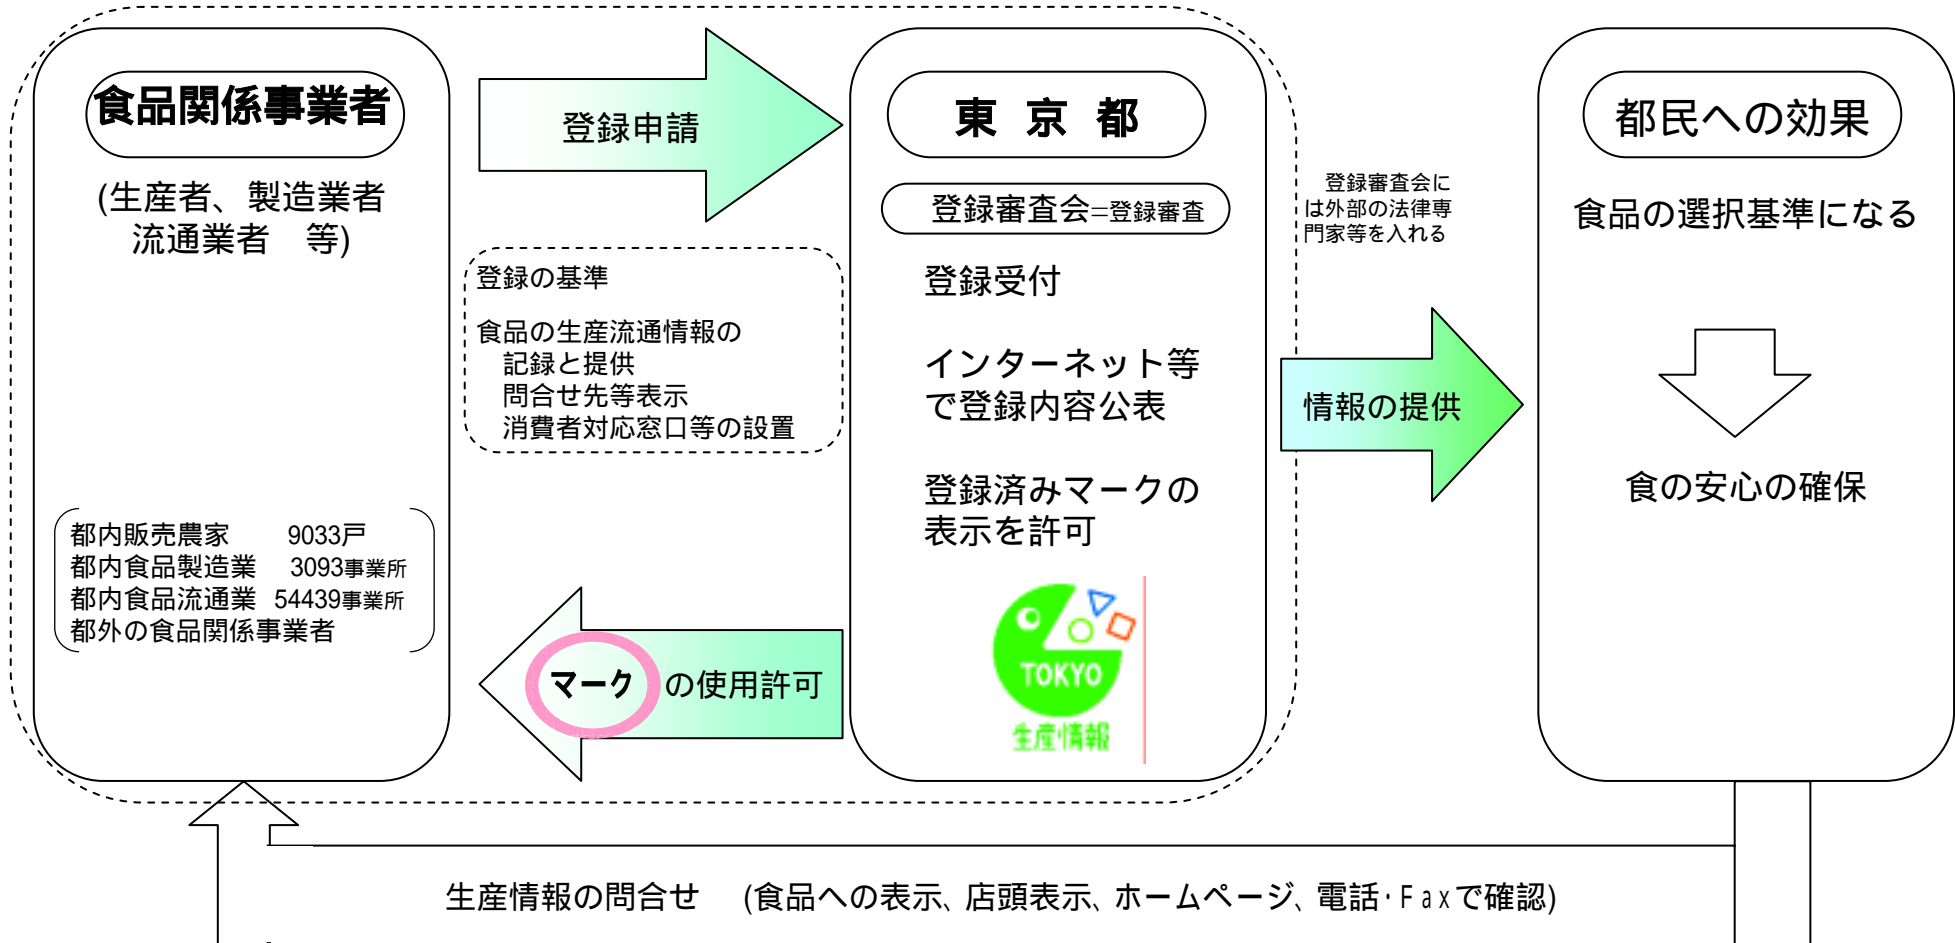 食品関係事業者
(生産者、製造業者
流通業者　等)
都内販売農家　9033戸
都内食品製造業　3093事業所
都内食品流通業　54439事業所
都外の食品関係事業者
登録申請
登録の基準
食品の生産流通情報の
記録と提供
問合せ先等表示
消費者対応窓口等の設置
マークの使用許可
東 京 都
登録審査会=登録審査
登録受付
インターネット等
で登録内容公表
登録済みマークの
表示を許可
TOKYO
生産情報
登録審査会に
は外部の法律専
門家等を入れる
情報の提供
都民への効果
食品の選択基準になる
食の安心の確保
生産情報の問合せ　(食品への表示、店頭表示、ホームページ、電話・Faxで確認)